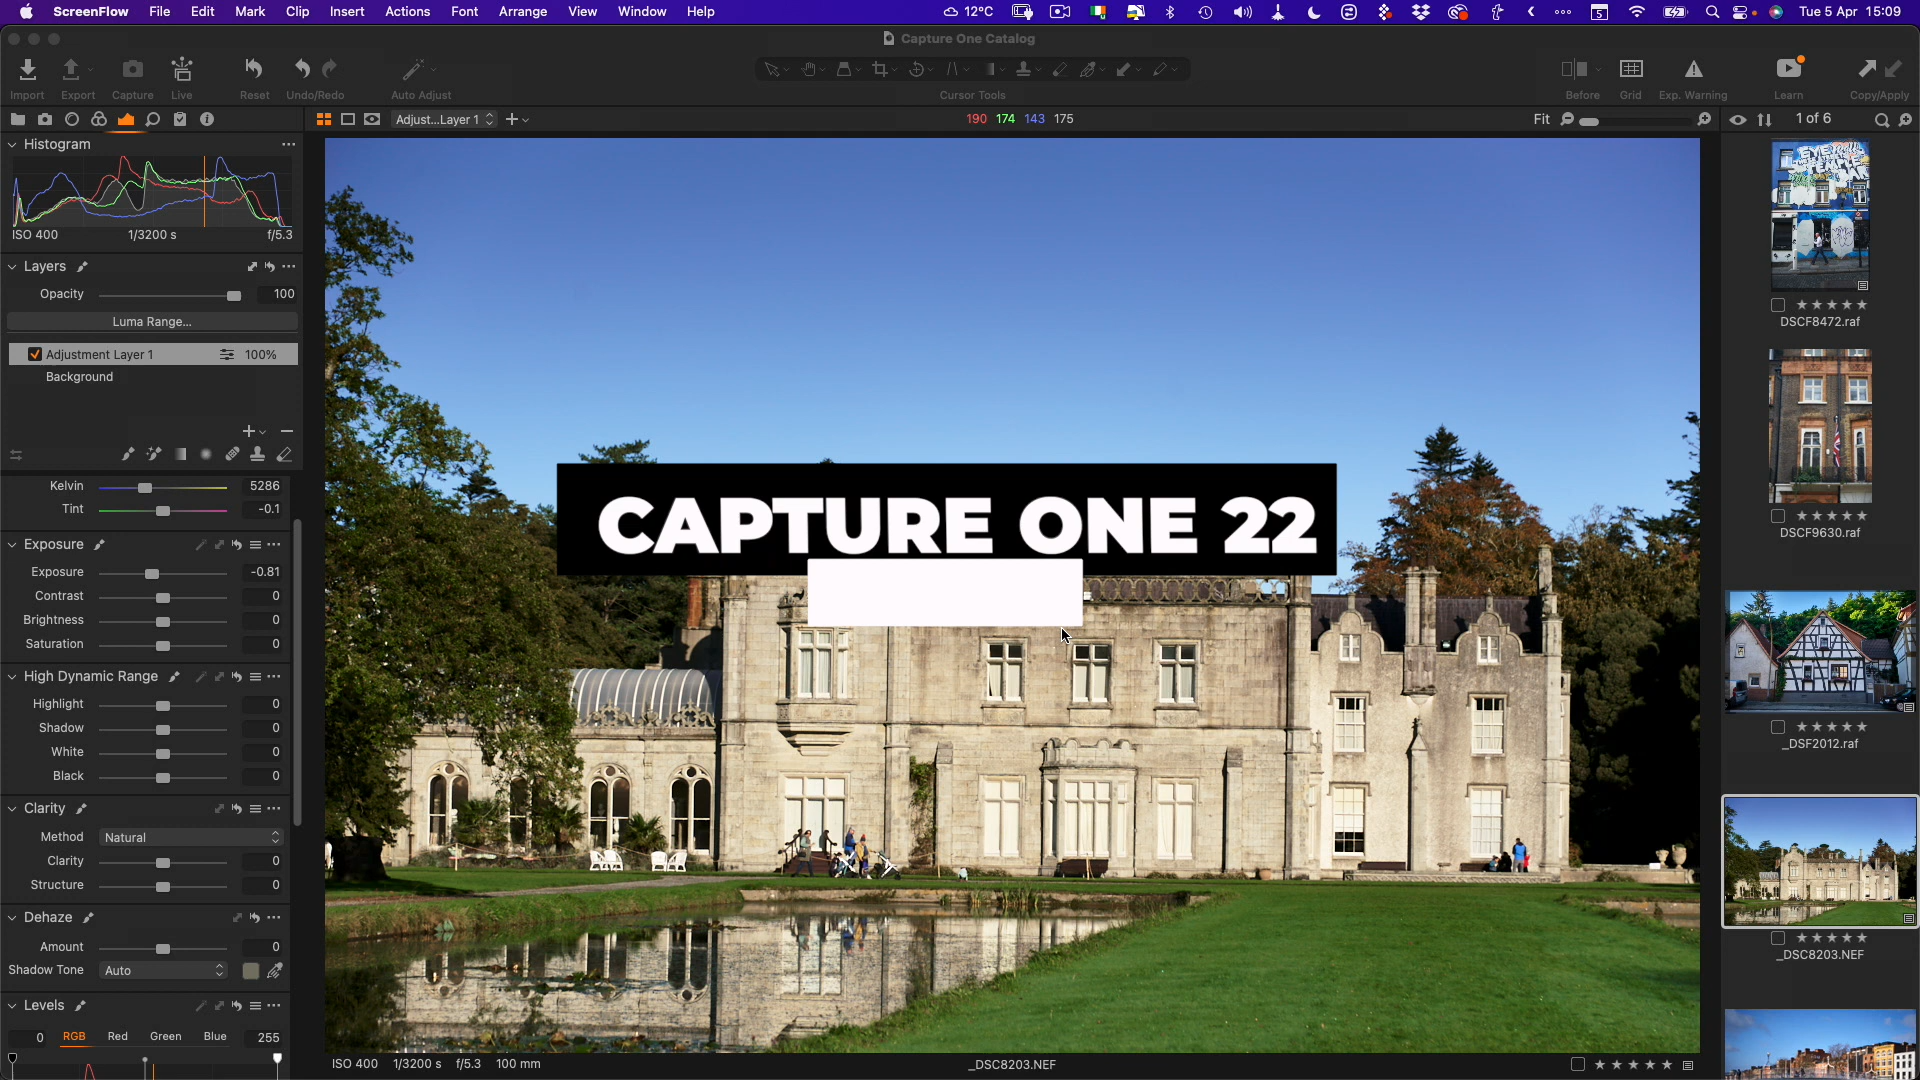 ScreenFlow File Edit Mark Clip Insert Actions Font Arrange View Window Help 12°C 5 Tue 5 Apr 15:09
Capture One Catalog
Import Export Capture Live Reset Undo/Redo Auto Adjust Cursor Tools Before Grid Exp. Warning Learn Copy/Apply
Adjust...Layer 1 190 174 143 175 Fit 1 of 6
Histogram
ISO 400 1/3200 s f/5.3
Layers
Opacity 100
Luma Range...
Adjustment Layer 1 100%
Background
Kelvin 5286
Tint -0.1
Exposure
Exposure -0.81
Contrast 0
Brightness 0
Saturation 0
High Dynamic Range
Highlight 0
Shadow 0
White 0
Black 0
Clarity
Method Natural
Clarity 0
Structure 0
Dehaze
Amount 0
Shadow Tone Auto
Levels
0 RGB Red Green Blue 255
CAPTURE ONE 22
ISO 400 1/3200 s f/5.3 100 mm _DSC8203.NEF
DSCF8472.raf
DSCF9630.raf
_DSF2012.raf
_DSC8203.NEF